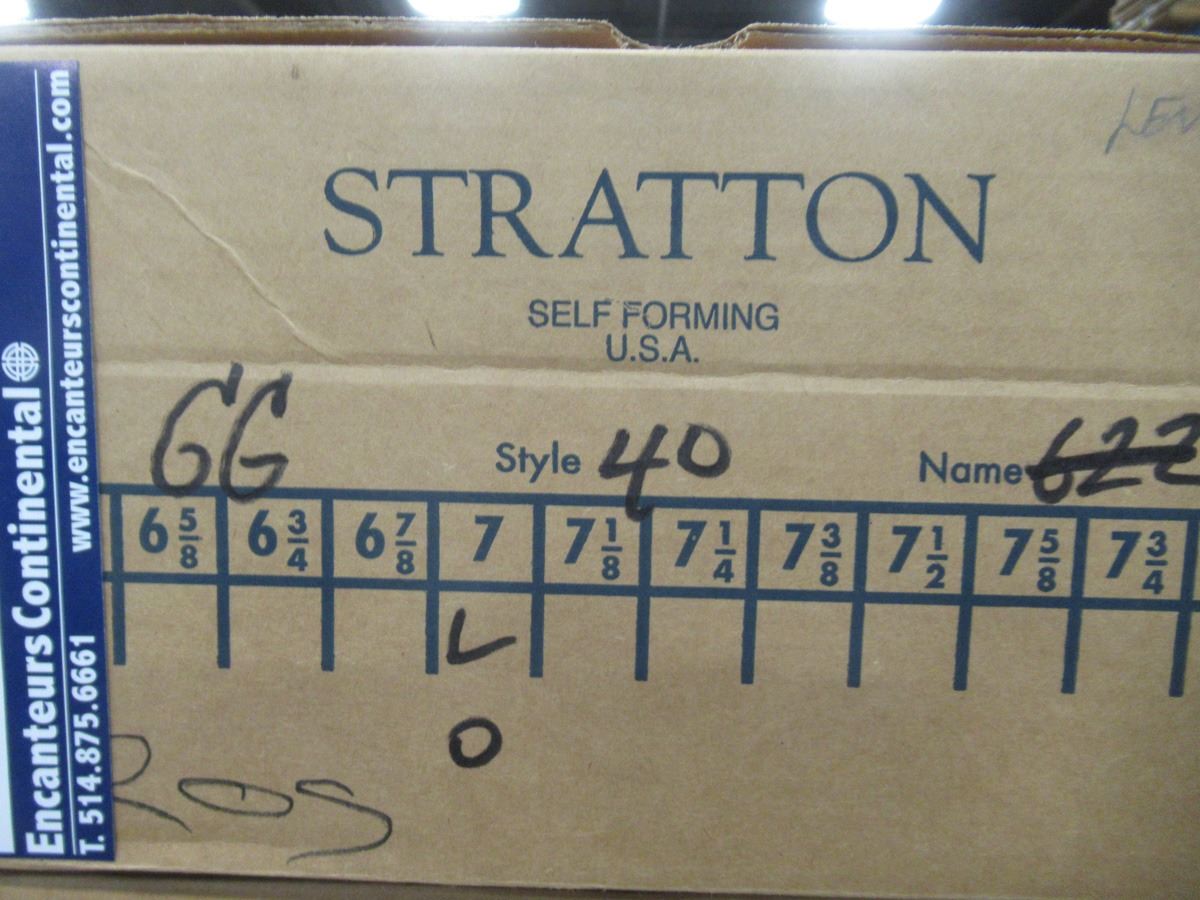 Encanteurs Continental
T. 514.875.6661 www.encanteurscontinental.com
STRATTON
SELF FORMING
U.S.A.
GG Style 40 Name 622
6 5/8 6 3/4 6 7/8 7 7 1/8 7 1/4 7 3/8 7 1/2 7 5/8 7 3/4
L
O